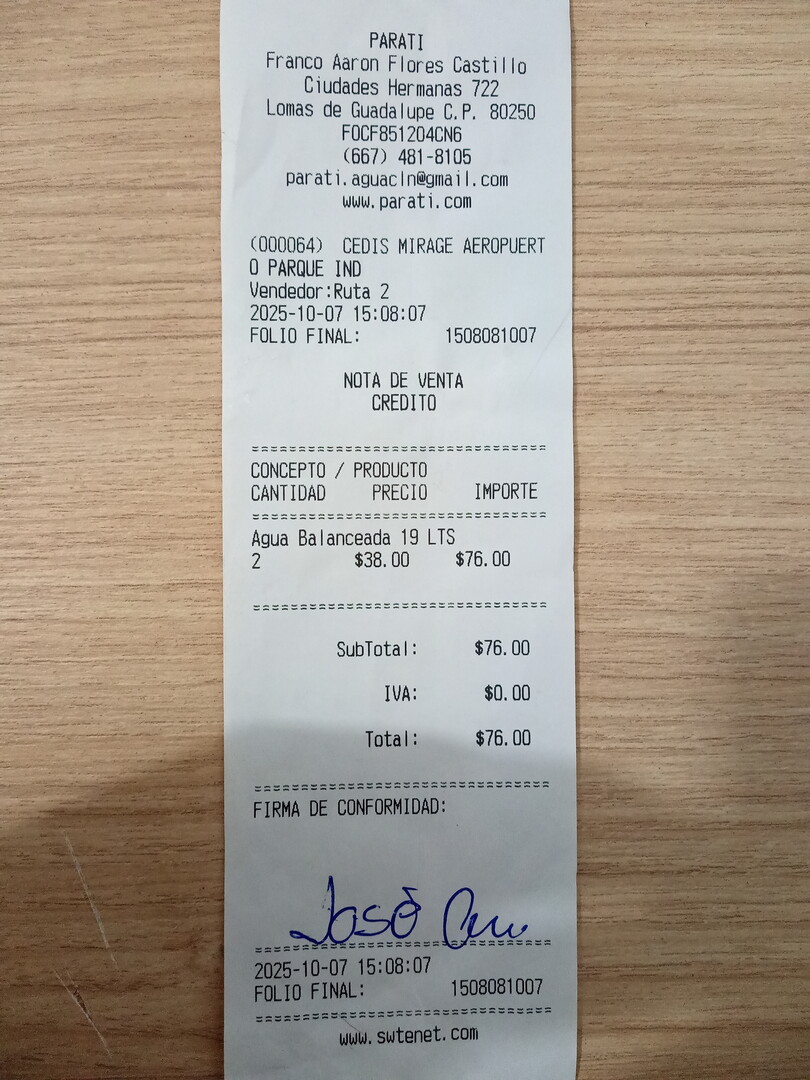 PARATI
Franco Aaron Flores Castillo
Ciudades Hermanas 722
Lomas de Guadalupe C.P. 80250
FOCF851204CN6
(667) 481-8105
parati.aguacln@gmail.com
www.parati.com
(000064) CEDIS MIRAGE AEROPUERT
O PARQUE IND
Vendedor:Ruta 2
2025-10-07 15:08:07
FOLIO FINAL: 1508081007
NOTA DE VENTA
CREDITO
CONCEPTO / PRODUCTO
CANTIDAD PRECIO IMPORTE
Agua Balanceada 19 LTS
2 $38.00 $76.00
SubTotal: $76.00
IVA: $0.00
Total: $76.00
FIRMA DE CONFORMIDAD:
José
2025-10-07 15:08:07
FOLIO FINAL: 1508081007
www.swtenet.com